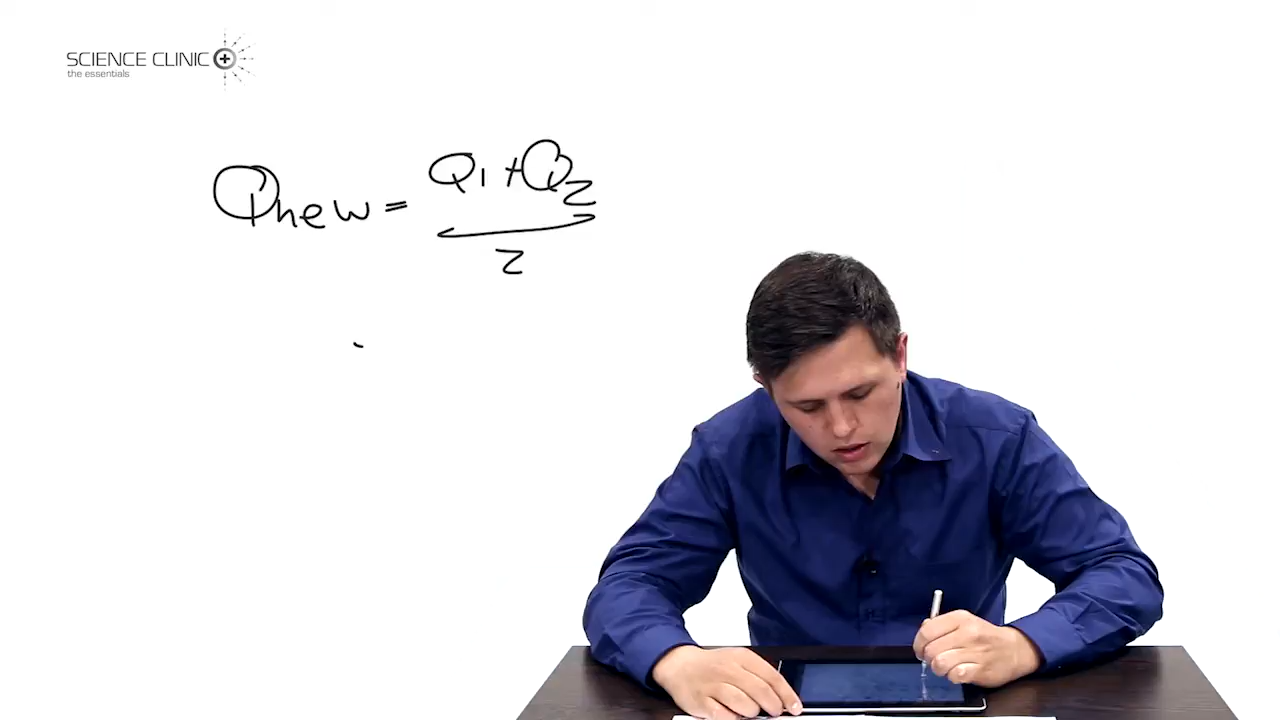 SCIENCE CLINIC
the essentials
Qnew = Q1 + Q2
2